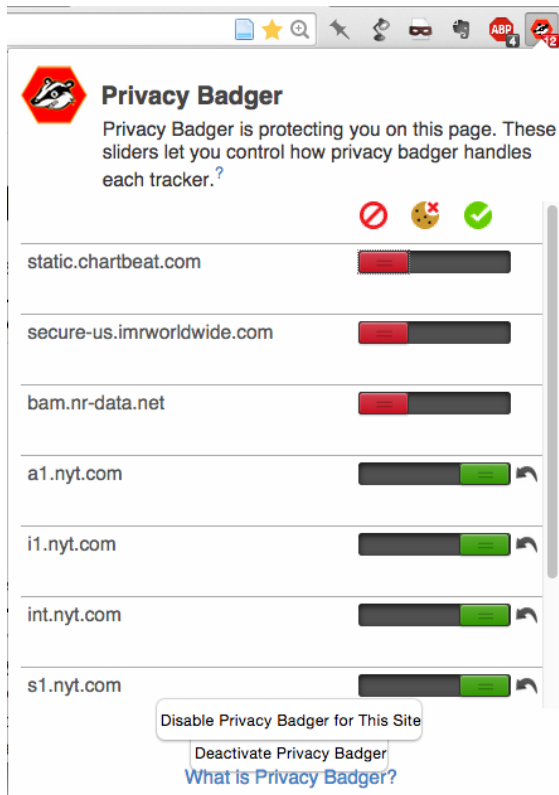 ABP
4
12
Privacy Badger
Privacy Badger is protecting you on this page. These
sliders let you control how privacy badger handles
each tracker.?
static.chartbeat.com
secure-us.imrworldwide.com
bam.nr-data.net
a1.nyt.com
i1.nyt.com
int.nyt.com
s1.nyt.com
Disable Privacy Badger for This Site
Deactivate Privacy Badger
What is Privacy Badger?